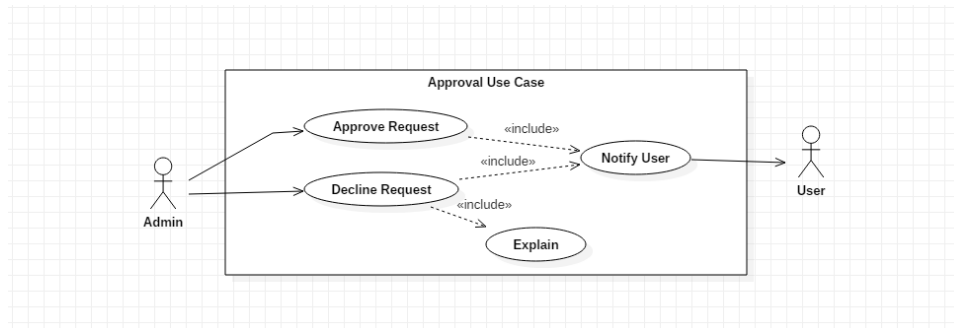 Approval Use Case
Approve Request
«include»
Notify User
«include»
Decline Request
«include»
Explain
Admin
User